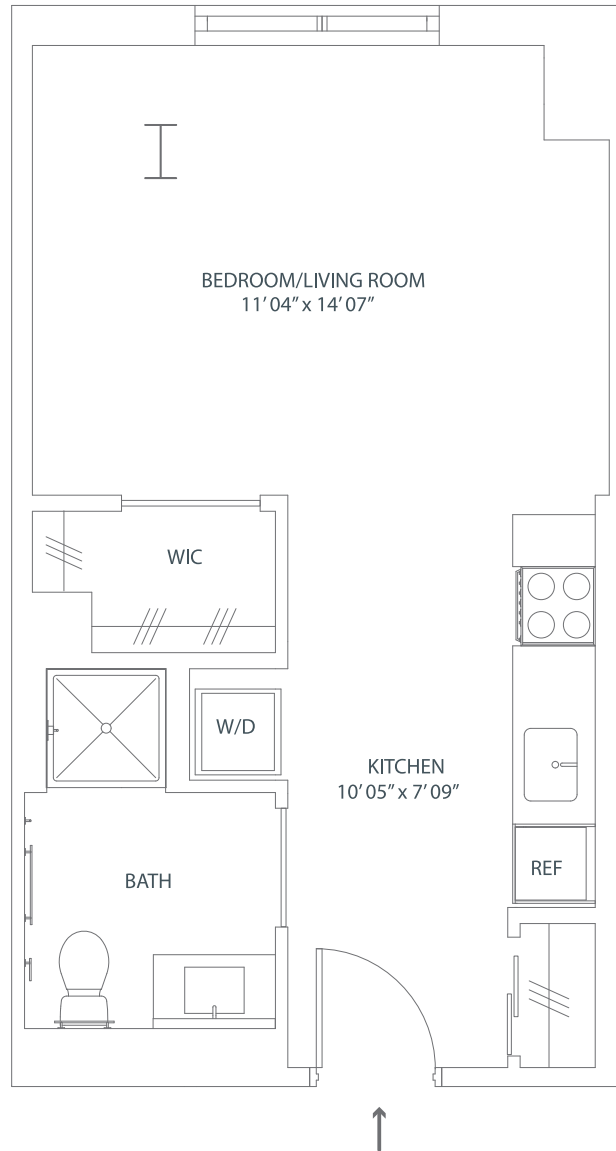 BEDROOM/LIVING ROOM
11’ 04” x 14’ 07”
WIC
W/D
KITCHEN
10’ 05” x 7’ 09”
REF
BATH